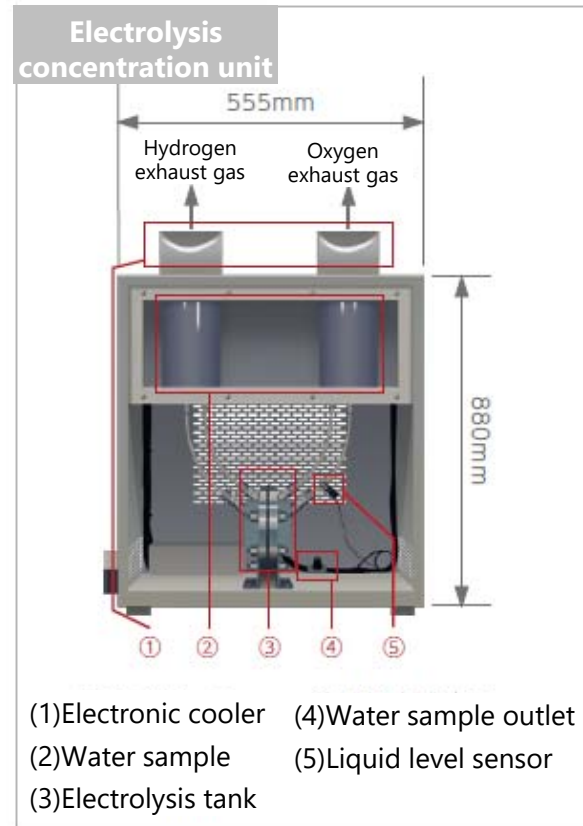 Electrolysis
concentration unit
555mm
Hydrogen
exhaust gas
Oxygen
exhaust gas
880mm
① ② ③ ④ ⑤
(1)Electronic cooler
(2)Water sample
(3)Electrolysis tank
(4)Water sample outlet
(5)Liquid level sensor